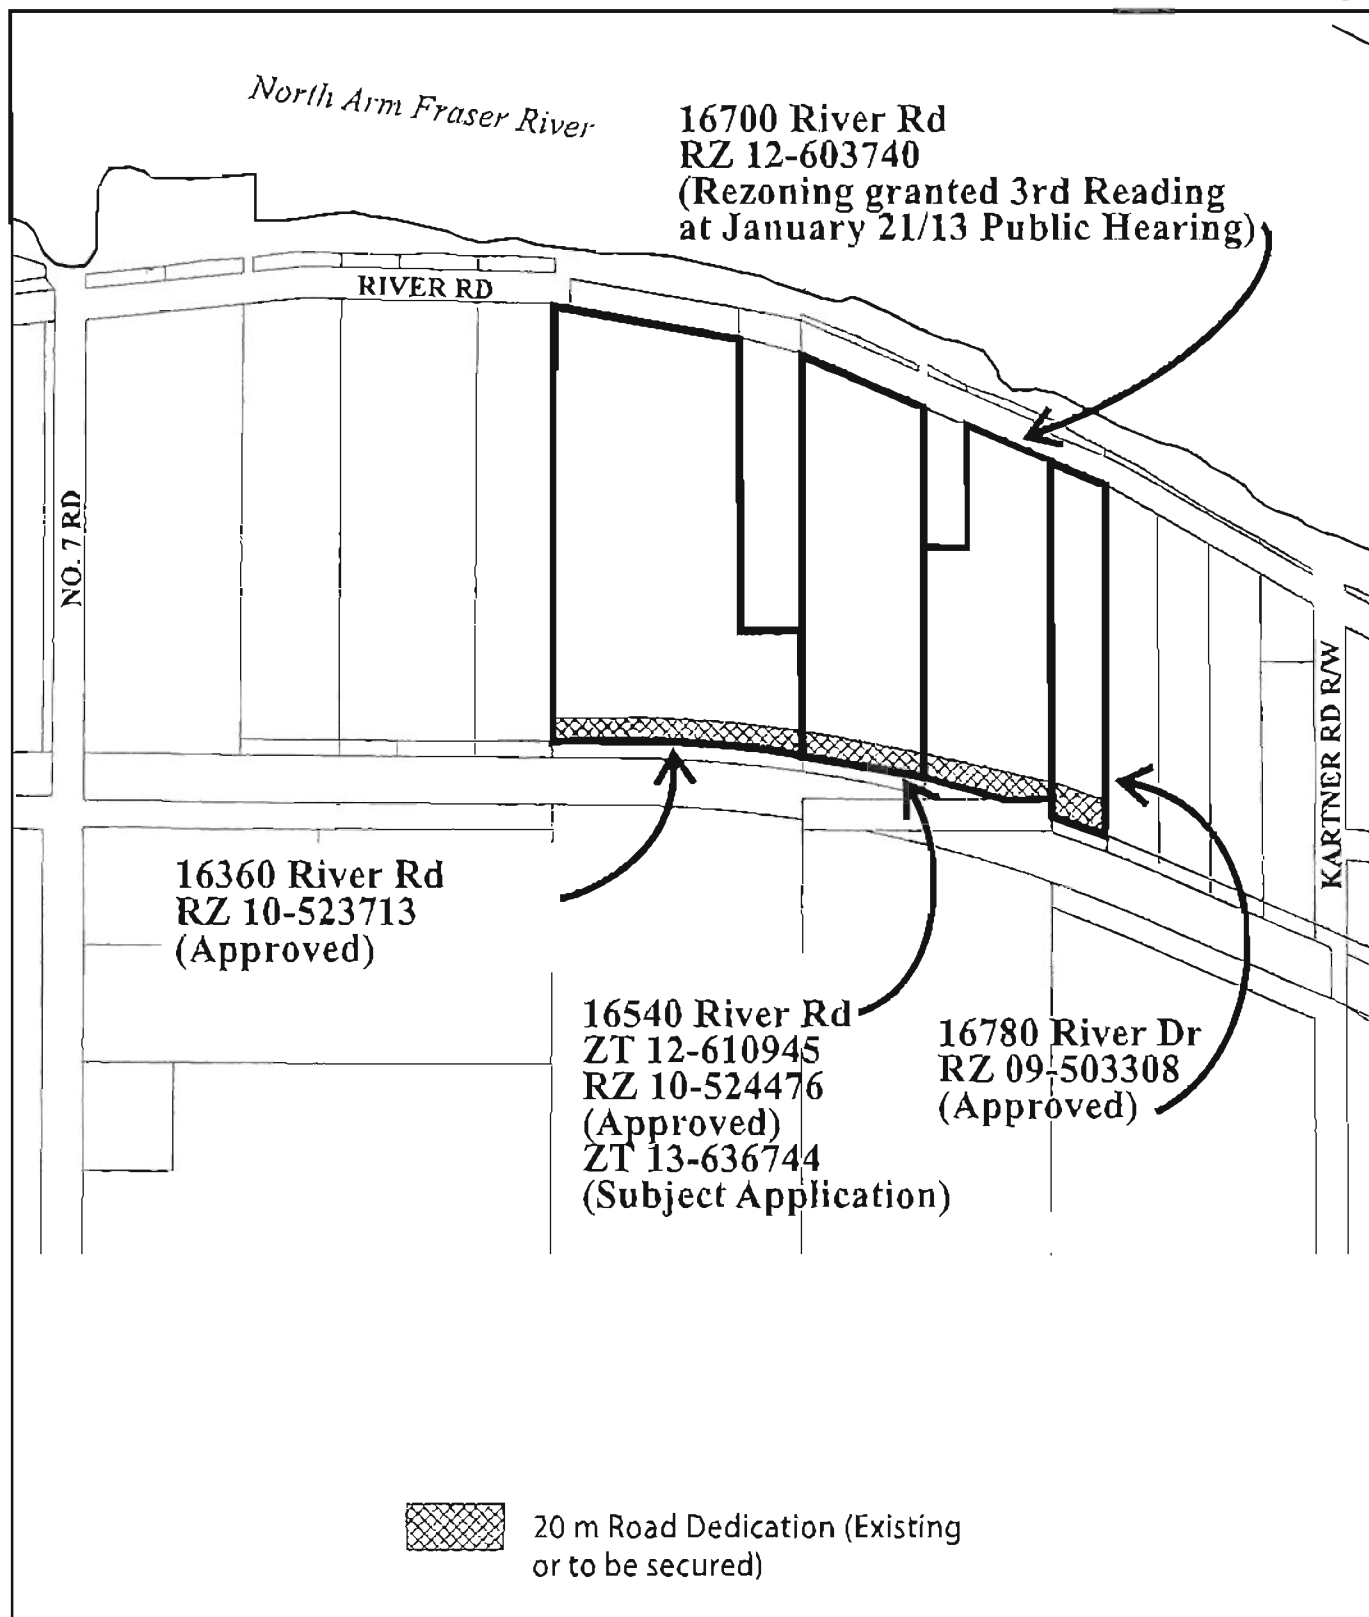 North Arm Fraser River
16700 River Rd
RZ 12-603740
(Rezoning granted 3rd Reading
at January 21/13 Public Hearing)
RIVER RD
NO. 7 RD
KARTNER RD R/W
16360 River Rd
RZ 10-523713
(Approved)
16540 River Rd
ZT 12-610945
RZ 10-524476
(Approved)
ZT 13-636744
(Subject Application)
16780 River Dr
RZ 09-503308
(Approved)
20 m Road Dedication (Existing
or to be secured)